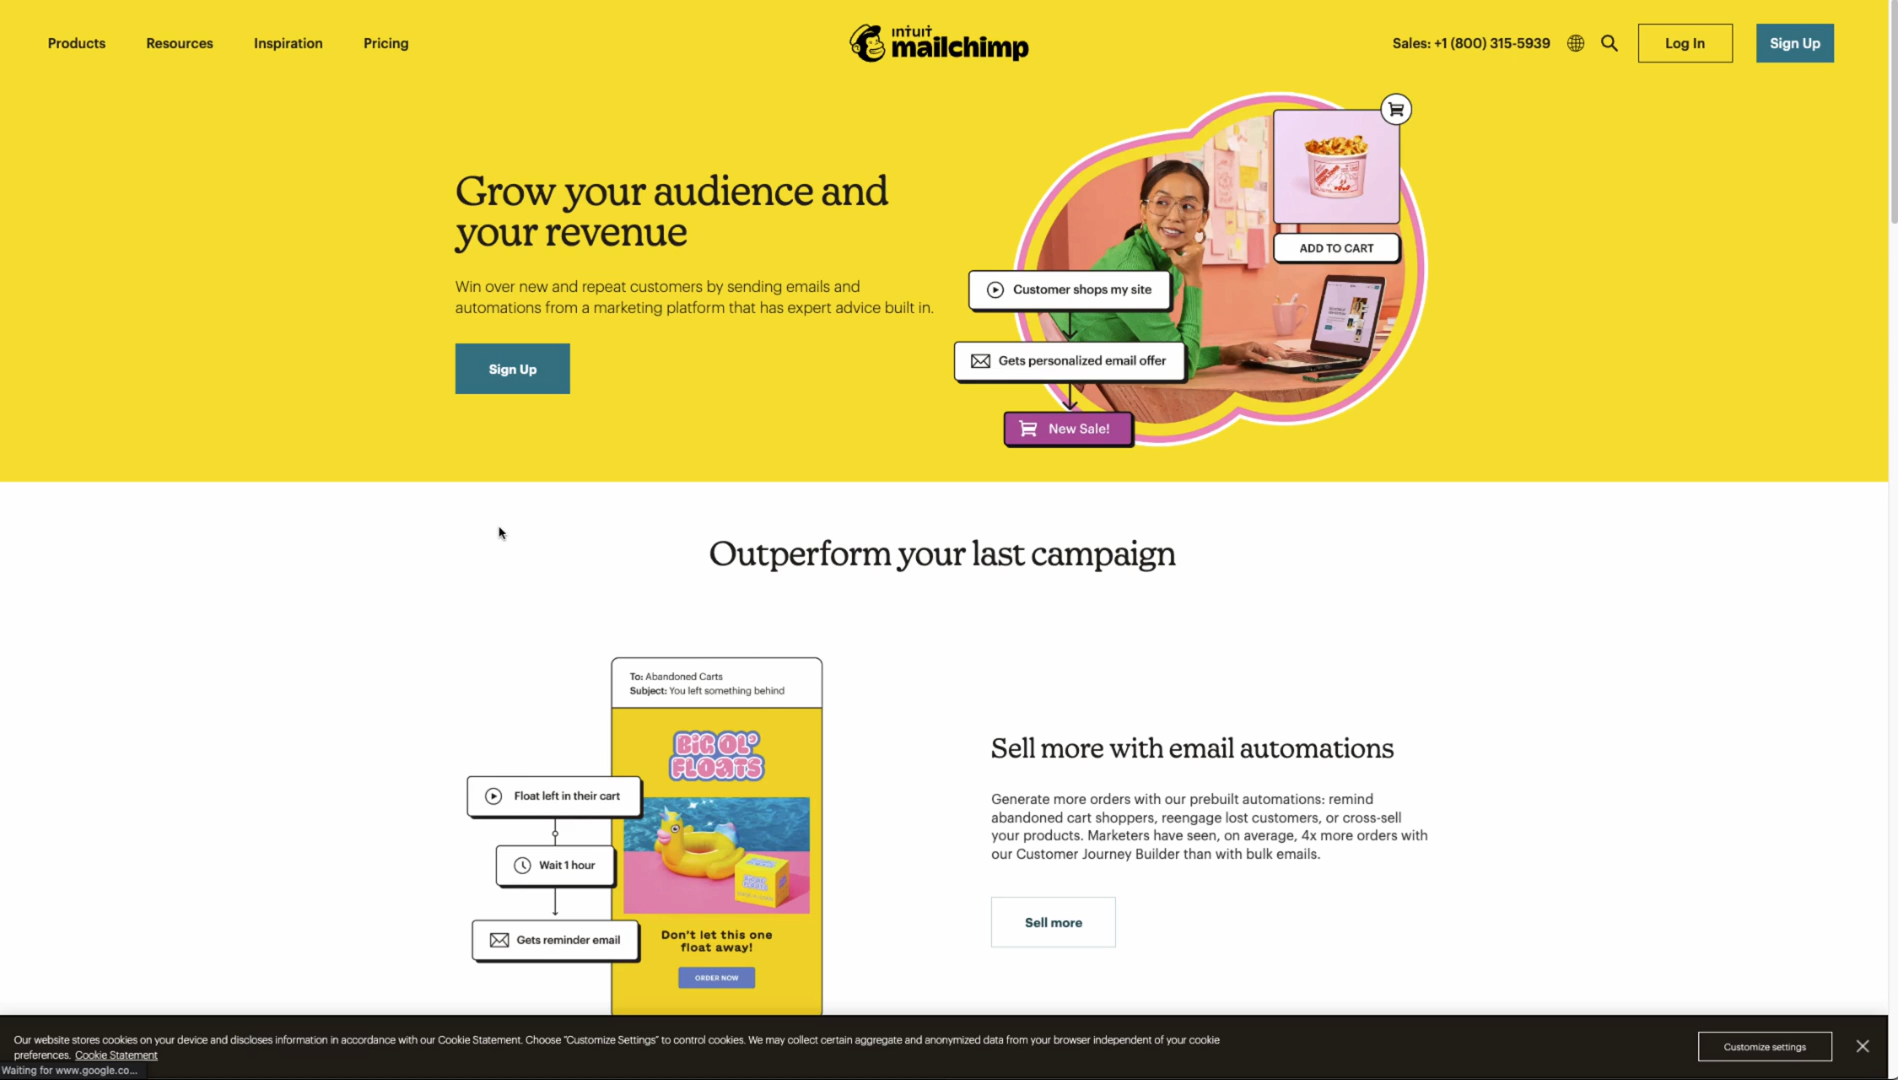 Products
Resources
Inspiration
Pricing
intuit
mailchimp
Sales: +1 (800) 315-5939
Log In
Sign Up
Grow your audience and
your revenue
Win over new and repeat customers by sending emails and
automations from a marketing platform that has expert advice built in.
Sign Up
ADD TO CART
Customer shops my site
Gets personalized email offer
New Sale!
Outperform your last campaign
To: Abandoned Carts
Subject: You left something behind
BIG OL'
FLOATS
Float left in their cart
Wait 1 hour
Gets reminder email
Don't let this one
float away!
ORDER NOW
Sell more with email automations
Generate more orders with our prebuilt automations: remind
abandoned cart shoppers, reengage lost customers, or cross-sell
your products. Marketers have seen, on average, 4x more orders with
our Customer Journey Builder than with bulk emails.
Sell more
Our website stores cookies on your device and discloses information in accordance with our Cookie Statement. Choose "Customize Settings" to control cookies. We may collect certain aggregate and anonymized data from your browser independent of your cookie
preferences. Cookie Statement
Customize settings
Waiting for www.google.co...